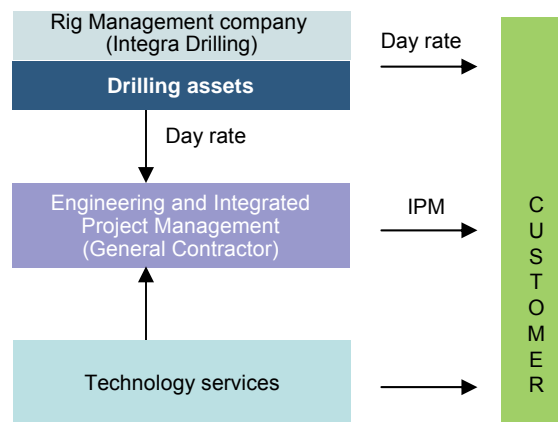 Rig Management company
(Integra Drilling)
Day rate
Drilling assets
Day rate
Engineering and Integrated
Project Management
(General Contractor)
IPM
Technology services
C
U
S
T
O
M
E
R